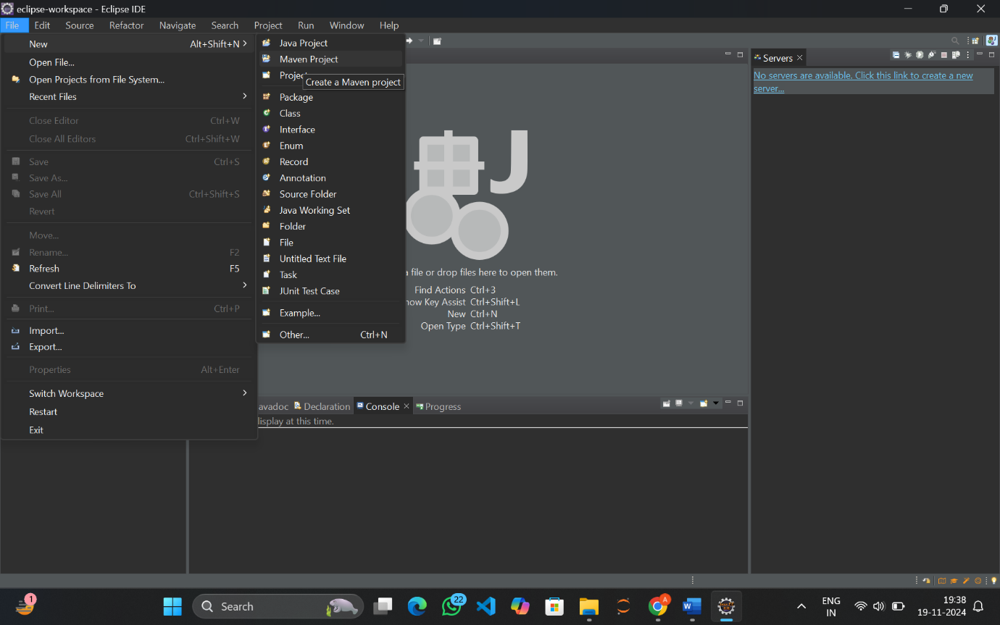 eclipse-workspace - Eclipse IDE
File Edit Source Refactor Navigate Search Project Run Window Help
New Alt+Shift+N
Open File...
Open Projects from File System...
Recent Files
Close Editor Ctrl+W
Close All Editors Ctrl+Shift+W
Save Ctrl+S
Save As...
Save All Ctrl+Shift+S
Revert
Move...
Rename... F2
Refresh F5
Convert Line Delimiters To
Print... Ctrl+P
Import...
Export...
Properties Alt+Enter
Switch Workspace
Restart
Exit
Java Project
Maven Project
Project
Create a Maven project
Package
Class
Interface
Enum
Record
Annotation
Source Folder
Java Working Set
Folder
File
Untitled Text File
Task
JUnit Test Case
Example...
Other... Ctrl+N
J
a file or drop files here to open them.
Find Actions Ctrl+3
how Key Assist Ctrl+Shift+L
New Ctrl+N
Open Type Ctrl+Shift+T
Servers
No servers are available. Click this link to create a new
server...
avadoc Declaration Console Progress
display at this time.
1
Search
22
A
ENG
IN
19:38
19-11-2024